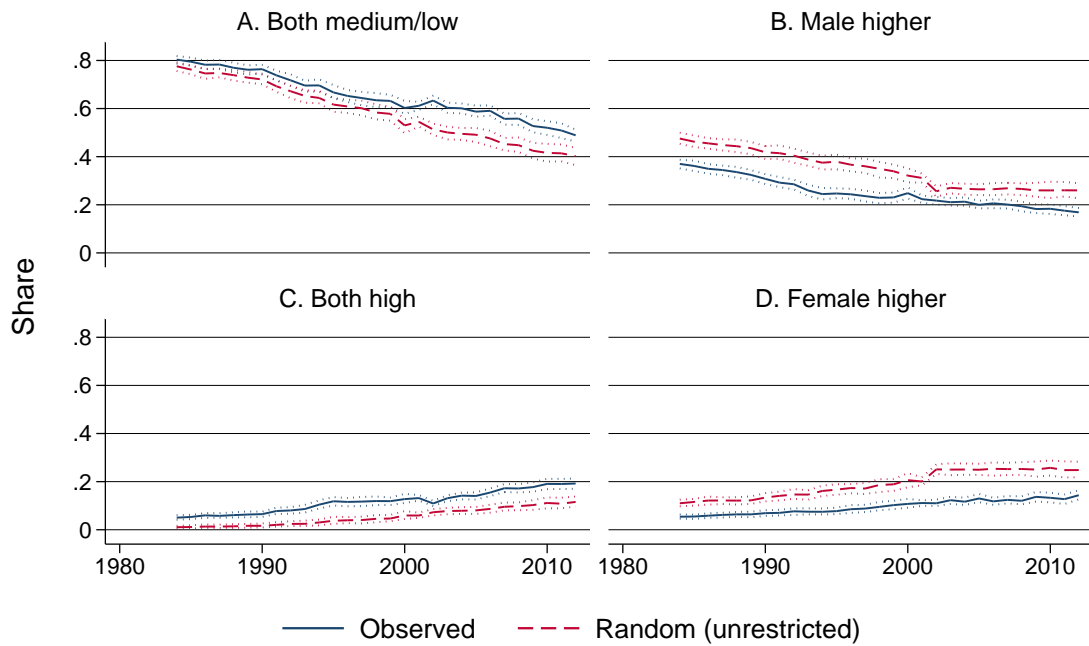 A. Both medium/low
B. Male higher
.8
.6
.4
.2
0
Share
C. Both high
D. Female higher
.8
.6
.4
.2
0
1980 1990 2000 2010 1980 1990 2000 2010
Observed Random (unrestricted)